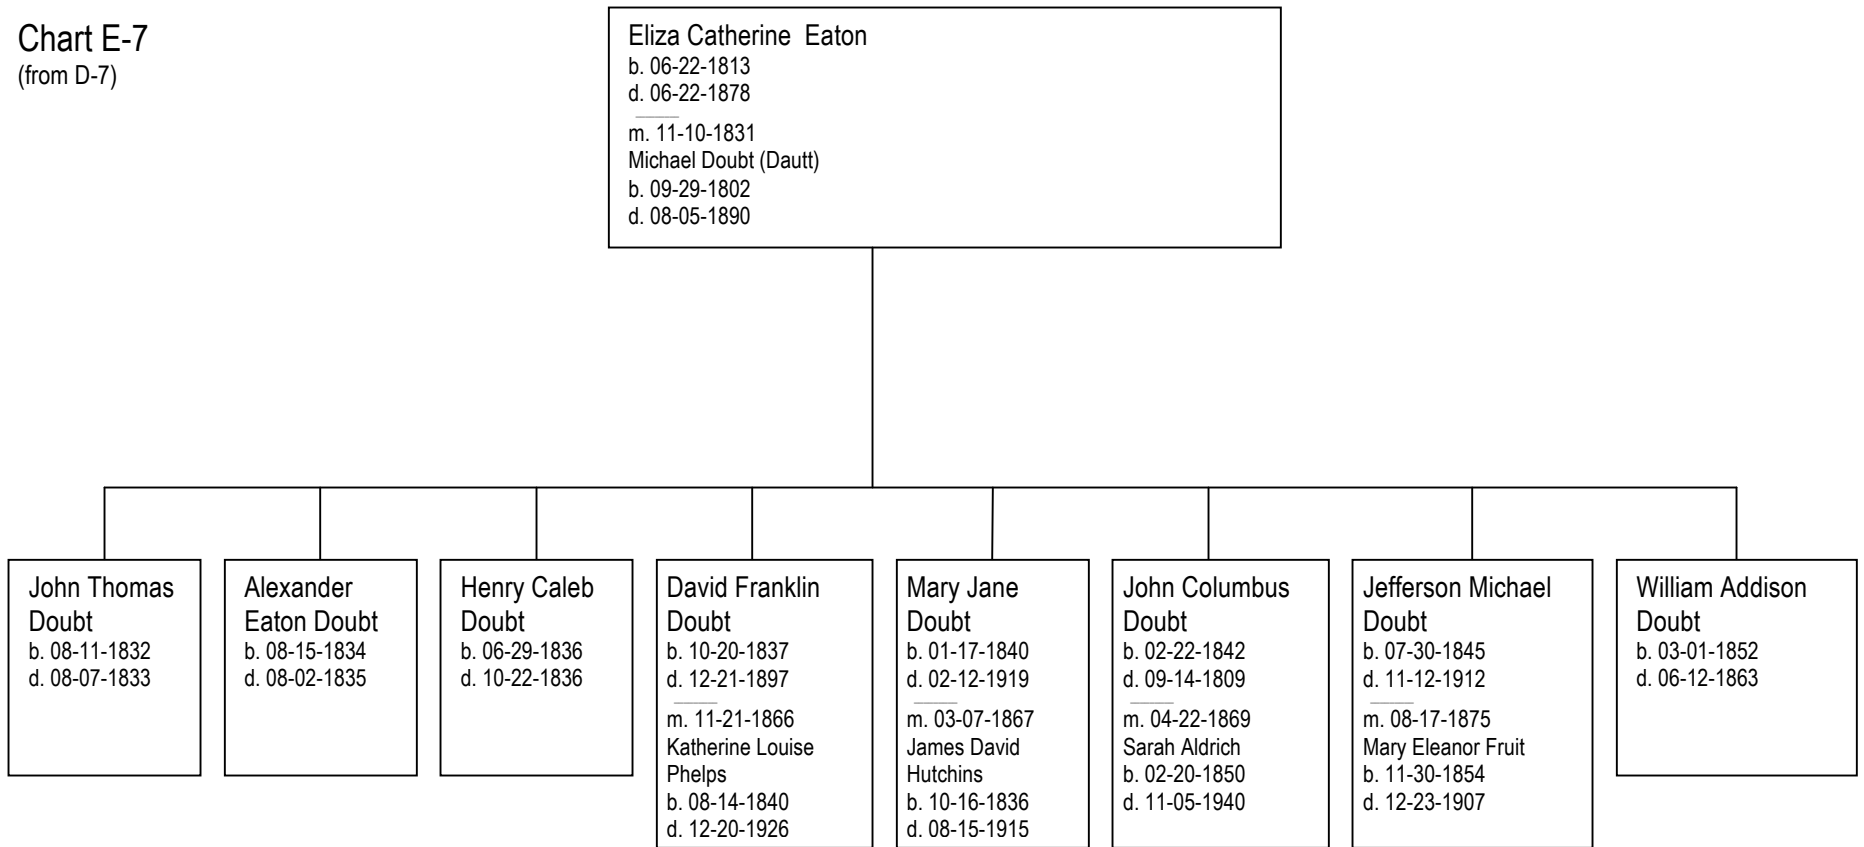 Chart E-7
(from D-7)
Eliza Catherine Eaton
b. 06-22-1813
d. 06-22-1878
m. 11-10-1831
Michael Doubt (Dautt)
b. 09-29-1802
d. 08-05-1890
John Thomas
Doubt
b. 08-11-1832
d. 08-07-1833
Alexander
Eaton Doubt
b. 08-15-1834
d. 08-02-1835
Henry Caleb
Doubt
b. 06-29-1836
d. 10-22-1836
David Franklin
Doubt
b. 10-20-1837
d. 12-21-1897
m. 11-21-1866
Katherine Louise
Phelps
b. 08-14-1840
d. 12-20-1926
Mary Jane
Doubt
b. 01-17-1840
d. 02-12-1919
m. 03-07-1867
James David
Hutchins
b. 10-16-1836
d. 08-15-1915
John Columbus
Doubt
b. 02-22-1842
d. 09-14-1809
m. 04-22-1869
Sarah Aldrich
b. 02-20-1850
d. 11-05-1940
Jefferson Michael
Doubt
b. 07-30-1845
d. 11-12-1912
m. 08-17-1875
Mary Eleanor Fruit
b. 11-30-1854
d. 12-23-1907
William Addison
Doubt
b. 03-01-1852
d. 06-12-1863